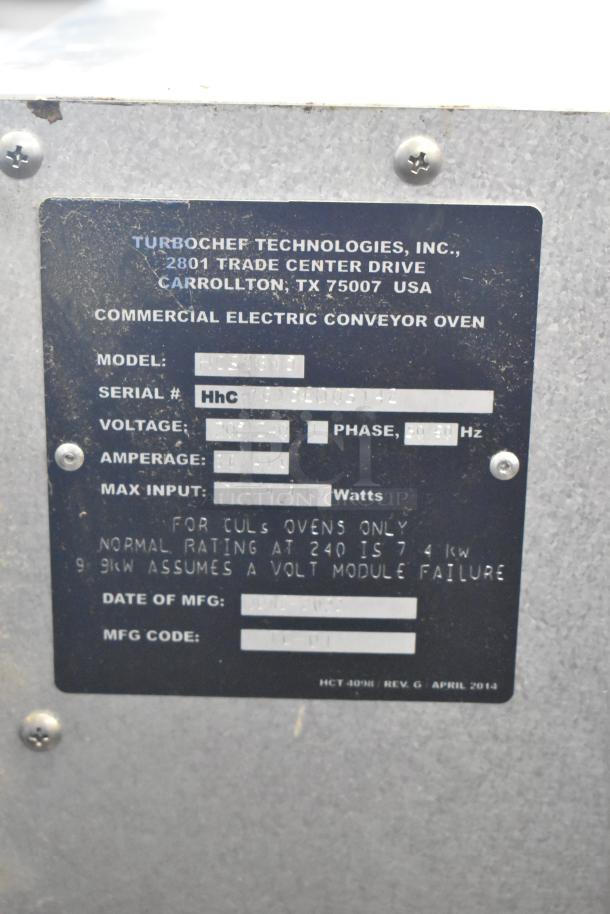 TURBOCHEF TECHNOLOGIES, INC.,
2801 TRADE CENTER DRIVE
CARROLLTON, TX 75007 USA
COMMERCIAL ELECTRIC CONVEYOR OVEN
MODEL:
SERIAL # HhC
VOLTAGE: PHASE, Hz
AMPERAGE:
MAX INPUT: Watts
FOR CULs OVENS ONLY
NORMAL RATING AT 240 IS 7.4 kW
9.9kW ASSUMES A VOLT MODULE FAILURE
DATE OF MFG:
MFG CODE:
HCT-4098 / REV. G / APRIL 2014